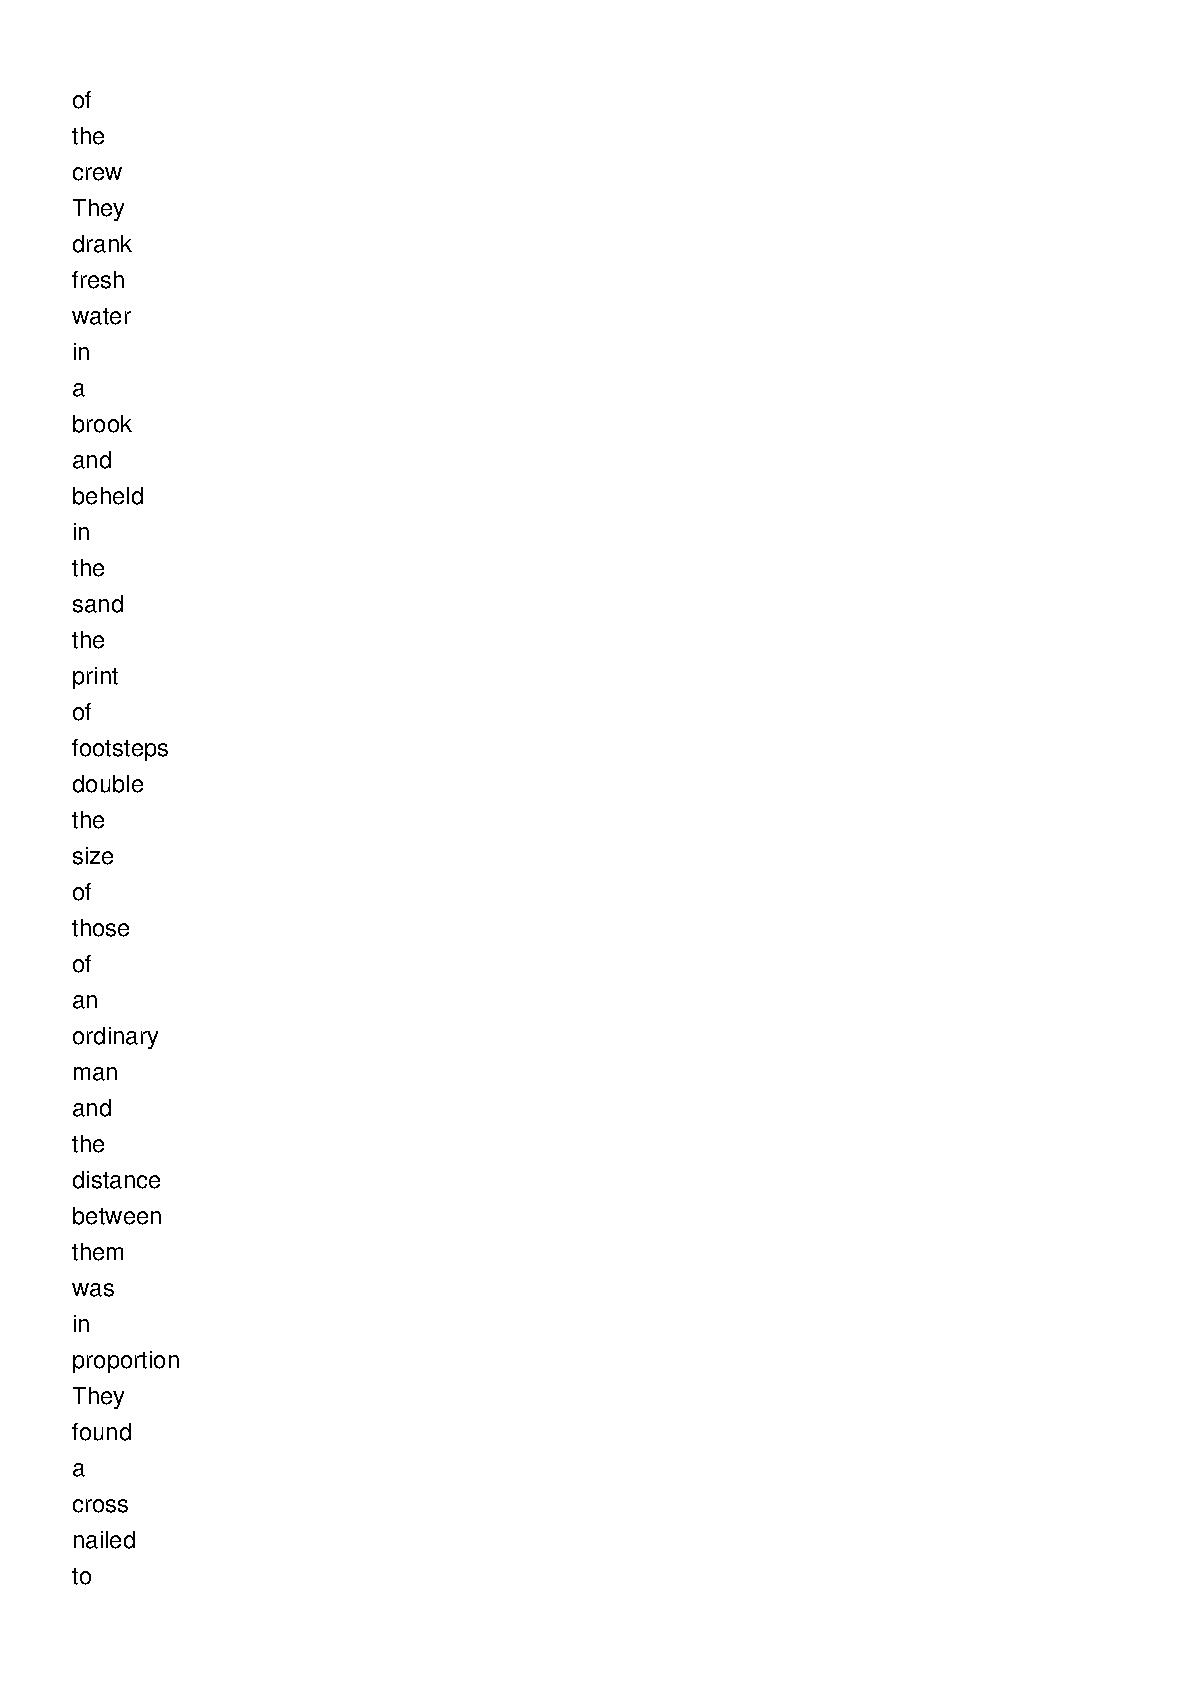 of
the
crew
They
drank
fresh
water
in
a
brook
and
beheld
in
the
sand
the
print
of
footsteps
double
the
size
of
those
of
an
ordinary
man
and
the
distance
between
them
was
in
proportion
They
found
a
cross
nailed
to